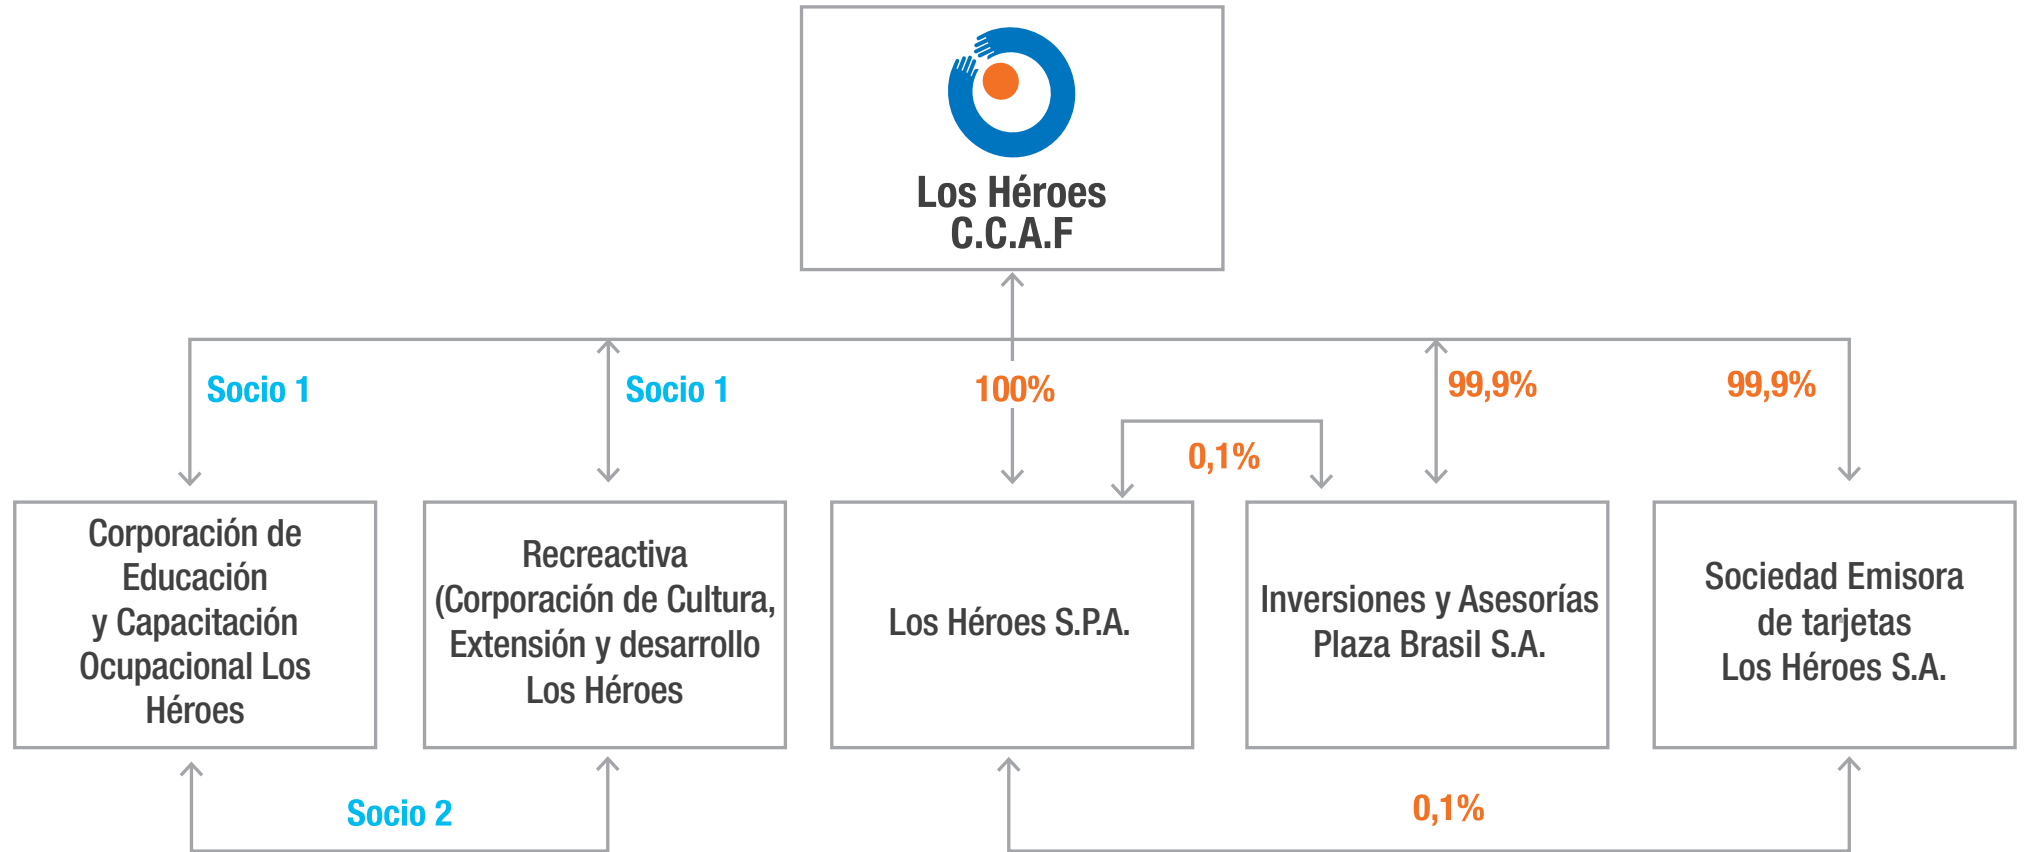 Los Héroes
C.C.A.F
Socio 1
Socio 1
100%
99,9%
99,9%
0,1%
Corporación de
Educación
y Capacitación
Ocupacional Los
Héroes
Recreactiva
(Corporación de Cultura,
Extensión y desarrollo
Los Héroes
Los Héroes S.P.A.
Inversiones y Asesorías
Plaza Brasil S.A.
Sociedad Emisora
de tarjetas
Los Héroes S.A.
Socio 2
0,1%